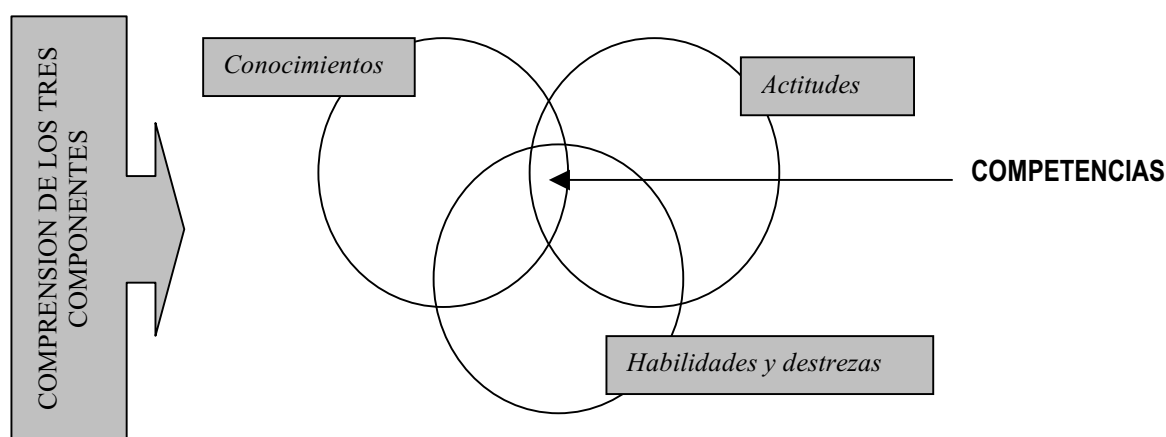 COMPRENSION DE LOS TRES
COMPONENTES
Conocimientos
Actitudes
COMPETENCIAS
Habilidades y destrezas